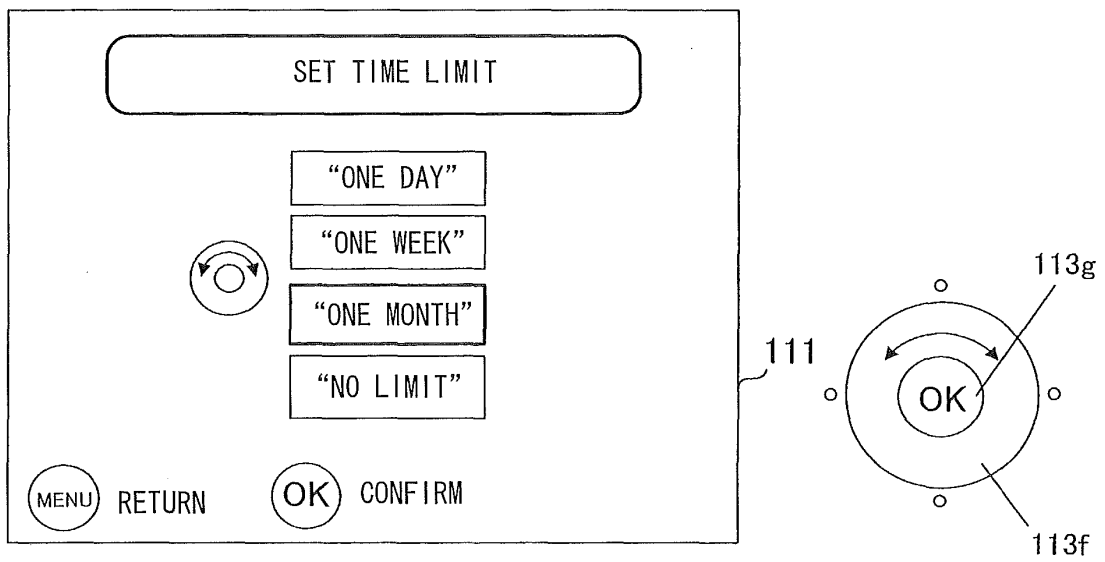 SET TIME LIMIT
“ONE DAY”
“ONE WEEK”
“ONE MONTH”
“NO LIMIT”
MENU RETURN OK CONFIRM
111
113g
OK
113f